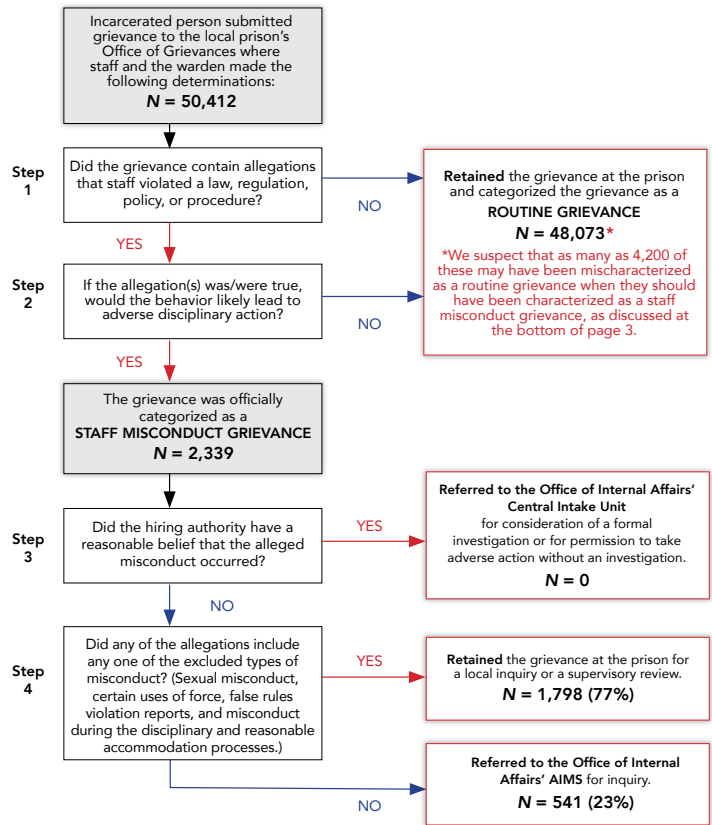 Incarcerated person submitted
grievance to the local prison's
Office of Grievances where
staff and the warden made the
following determinations:
N = 50,412
Step
1
Did the grievance contain allegations
that staff violated a law, regulation,
policy, or procedure?
NO
Retained the grievance at the prison
and categorized the grievance as a
ROUTINE GRIEVANCE
N = 48,073*
*We suspect that as many as 4,200 of
these may have been mischaracterized
as a routine grievance when they should
have been characterized as a staff
misconduct grievance, as discussed at
the bottom of page 3.
YES
Step
2
If the allegation(s) was/were true,
would the behavior likely lead to
adverse disciplinary action?
NO
YES
The grievance was officially
categorized as a
STAFF MISCONDUCT GRIEVANCE
N = 2,339
Step
3
Did the hiring authority have a
reasonable belief that the alleged
misconduct occurred?
YES
Referred to the Office of Internal Affairs'
Central Intake Unit
for consideration of a formal
investigation or for permission to take
adverse action without an investigation.
N = 0
NO
Step
4
Did any of the allegations include
any one of the excluded types of
misconduct? (Sexual misconduct,
certain uses of force, false rules
violation reports, and misconduct
during the disciplinary and reasonable
accommodation processes.)
YES
Retained the grievance at the prison for
a local inquiry or a supervisory review.
N = 1,798 (77%)
NO
Referred to the Office of Internal
Affairs' AIMS for inquiry.
N = 541 (23%)